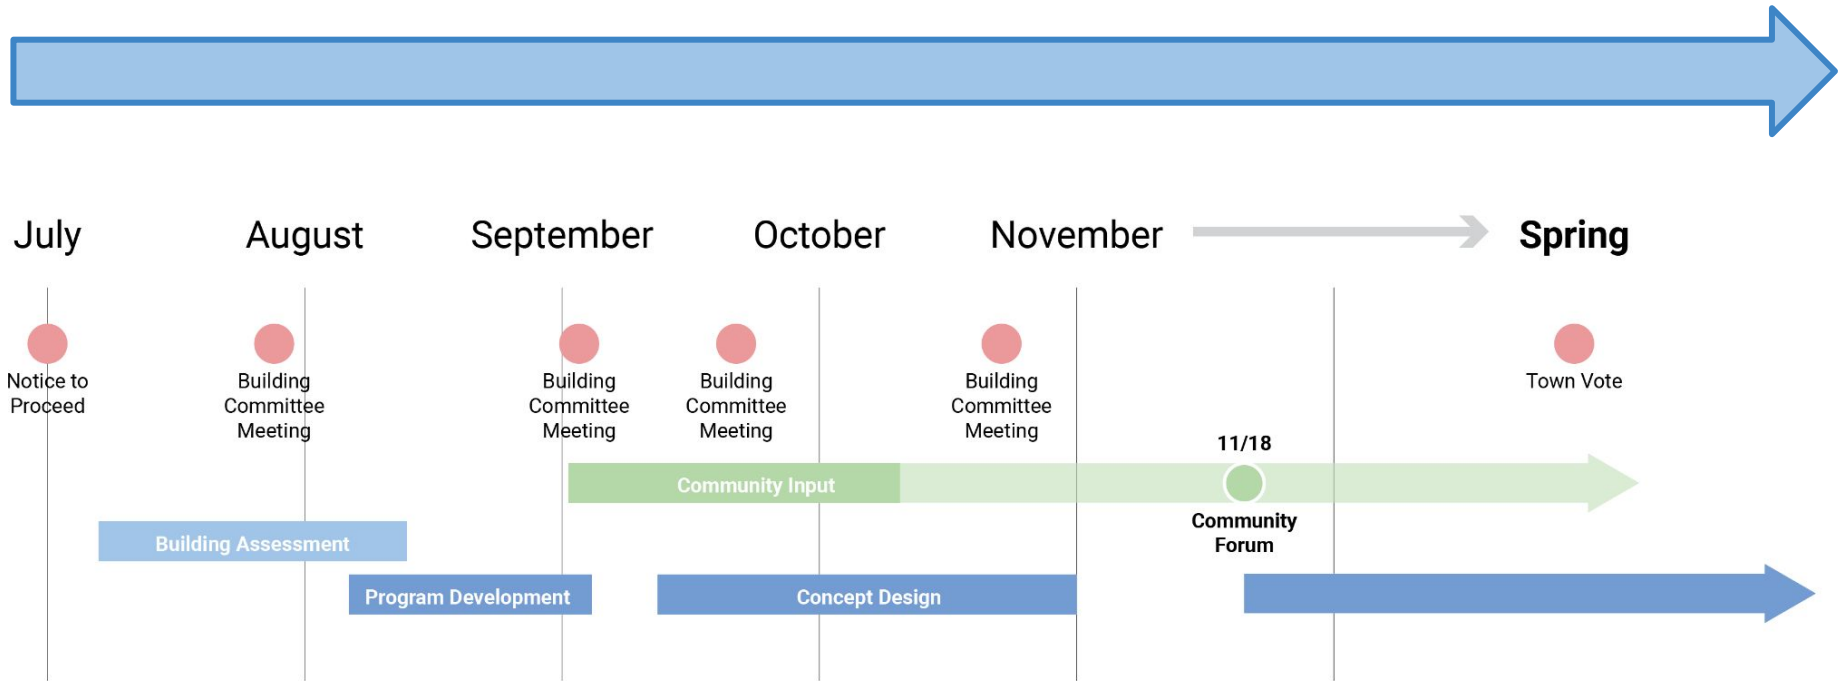 July
August
September
October
November
Spring
Notice to
Proceed
Building
Committee
Meeting
Building
Committee
Meeting
Building
Committee
Meeting
Building
Committee
Meeting
Town Vote
11/18
Community Input
Community
Forum
Building Assessment
Program Development
Concept Design